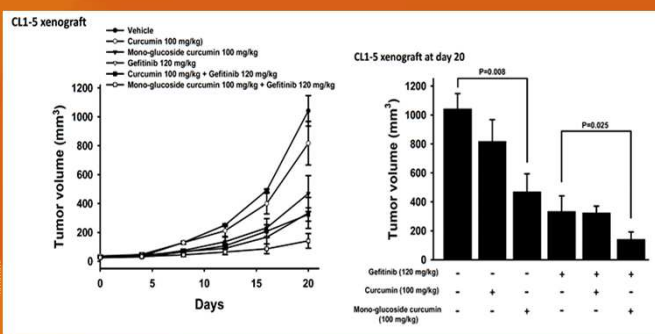 CL1-5 xenograft
Vehicle
Curcumin 100 mg/kg)
Mono-glucoside curcumin 100 mg/kg
Gefitinib 120 mg/kg
Curcumin 100 mg/kg + Gefitinib 120 mg/kg
Mono-glucoside curcumin 100 mg/kg + Gefitinib 120 mg/kg
Tumor volume (mm³)
1200
1000
800
600
400
200
0
0 5 10 15 20
Days
CL1-5 xenograft at day 20
Tumor volume (mm³)
1200
1000
800
600
400
200
0
P=0.008
P=0.025
Gefitinib (120 mg/kg) - - - + + +
Curcumin (100 mg/kg) - + - - + -
Mono-glucoside curcumin - - + - - +
(100 mg/kg)